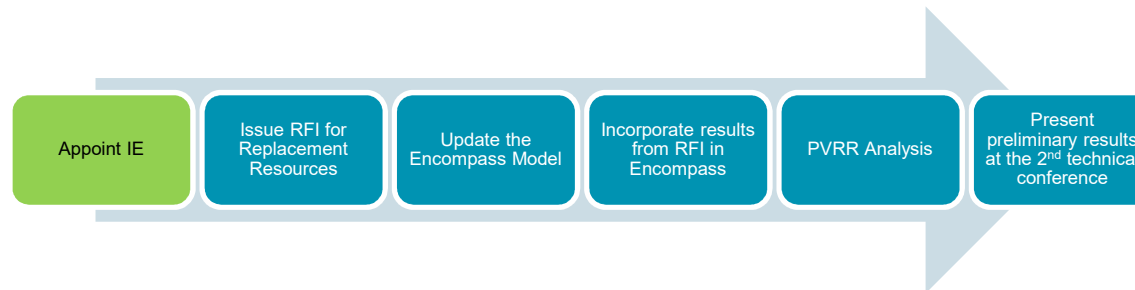 Appoint IE
Issue RFI for
Replacement
Resources
Update the
Encompass Model
Incorporate results
from RFI in
Encompass
PVRR Analysis
Present
preliminary results
at the 2nd technical
conference